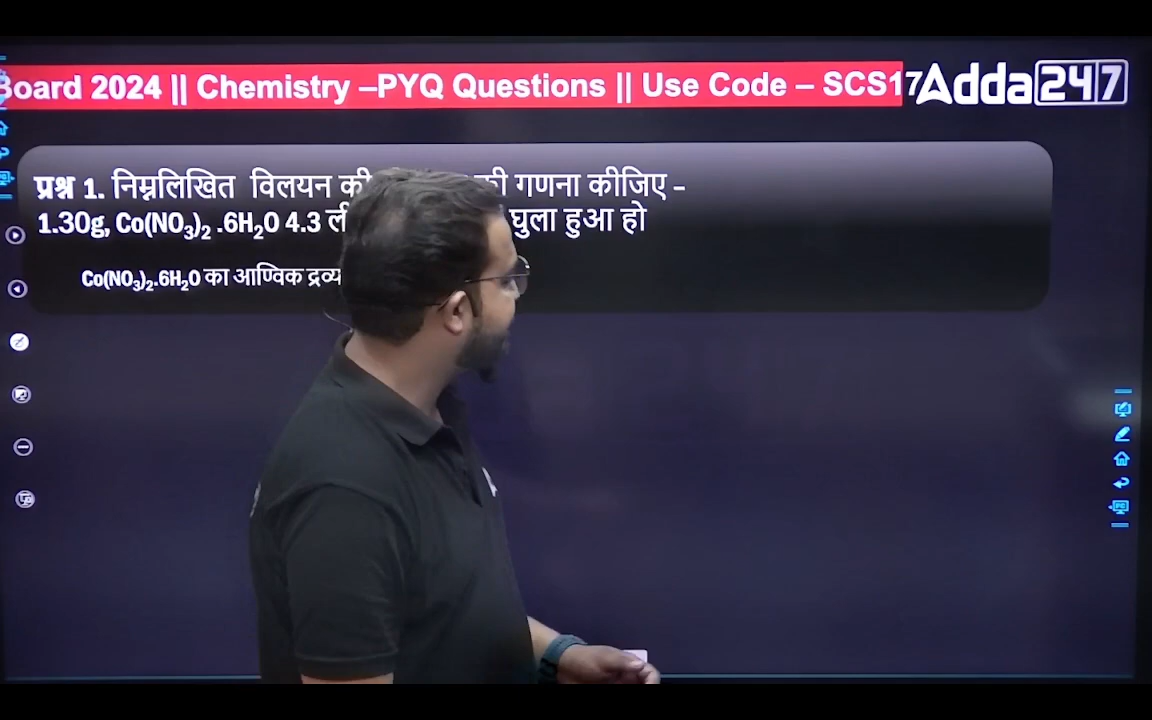 Board 2024 || Chemistry –PYQ Questions || Use Code – SCS17
Adda247
प्रश्न 1. निम्नलिखित विलयन की की गणना कीजिए –
1.30g, Co(NO₃)₂ .6H₂O 4.3 घुला हुआ हो
Co(NO₃)₂.6H₂O का आण्विक